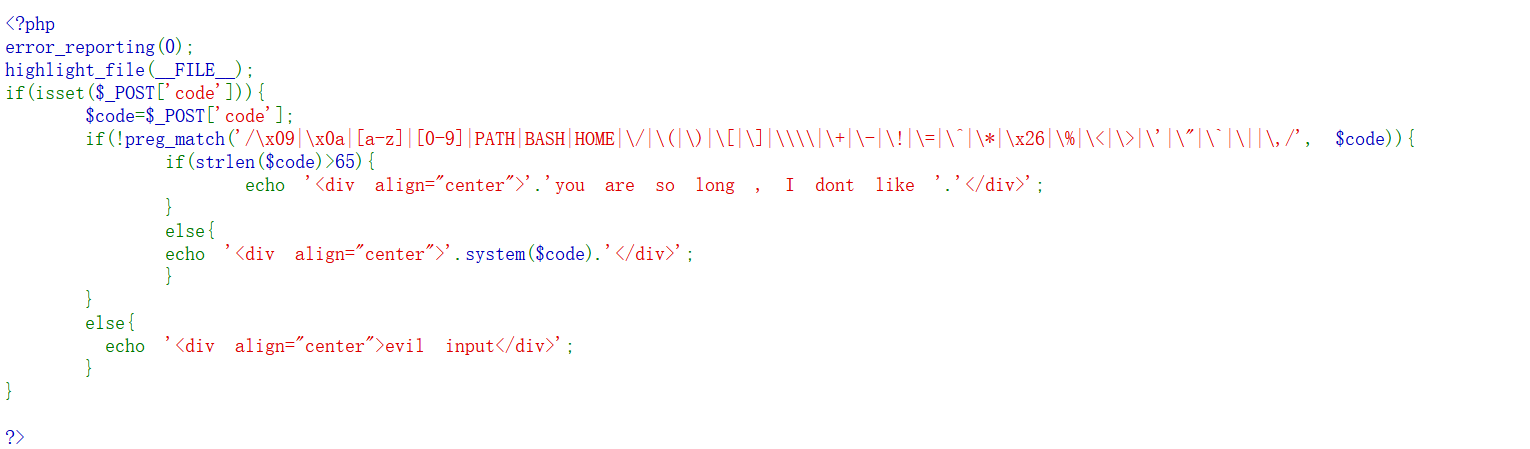 <?php
error_reporting(0);
highlight_file(__FILE__);
if(isset($_POST['code'])){
        $code=$_POST['code'];
        if(!preg_match('/\x09|\x0a|[a-z]|[0-9]|PATH|BASH|HOME|\/|\(|\)|\[|\]|\\\\|\+|\-|\!|\=|\^|\*|\x26|\%|\<|\>|\'|\"|\`|\||\,/', $code)){
                if(strlen($code)>65){
                        echo '<div align="center">'.'you are so long , I dont like '.'</div>';
                }
                else{
                echo '<div align="center">'.system($code).'</div>';
                }
        }
        else{
          echo '<div align="center">evil input</div>';
        }
}
?>